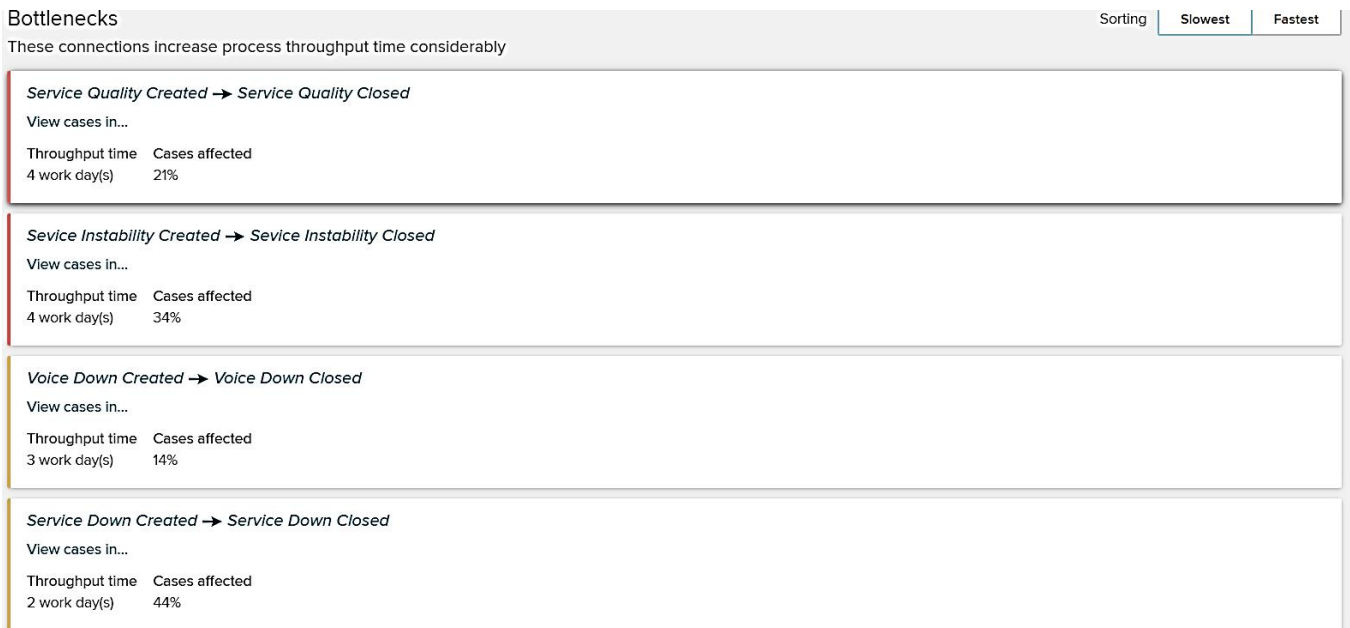 Bottlenecks
Sorting Slowest Fastest
These connections increase process throughput time considerably
Service Quality Created → Service Quality Closed
View cases in...
Throughput time Cases affected
4 work day(s) 21%
Sevice Instability Created → Sevice Instability Closed
View cases in...
Throughput time Cases affected
4 work day(s) 34%
Voice Down Created → Voice Down Closed
View cases in...
Throughput time Cases affected
3 work day(s) 14%
Service Down Created → Service Down Closed
View cases in...
Throughput time Cases affected
2 work day(s) 44%